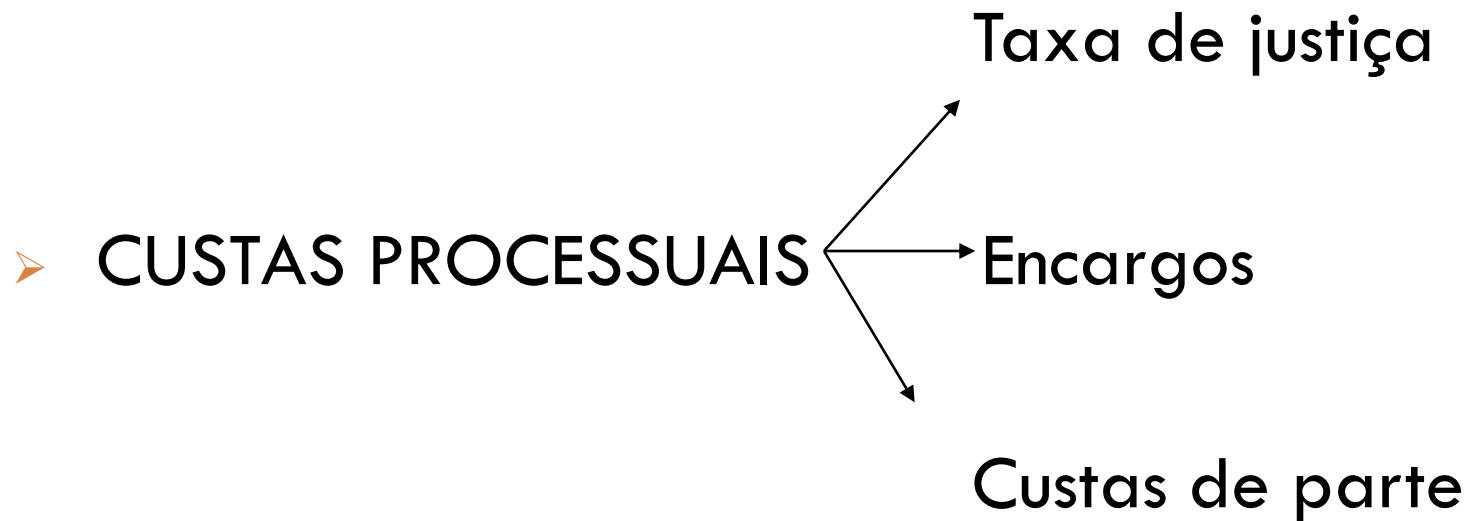 Taxa de justiça
CUSTAS PROCESSUAIS
Encargos
Custas de parte